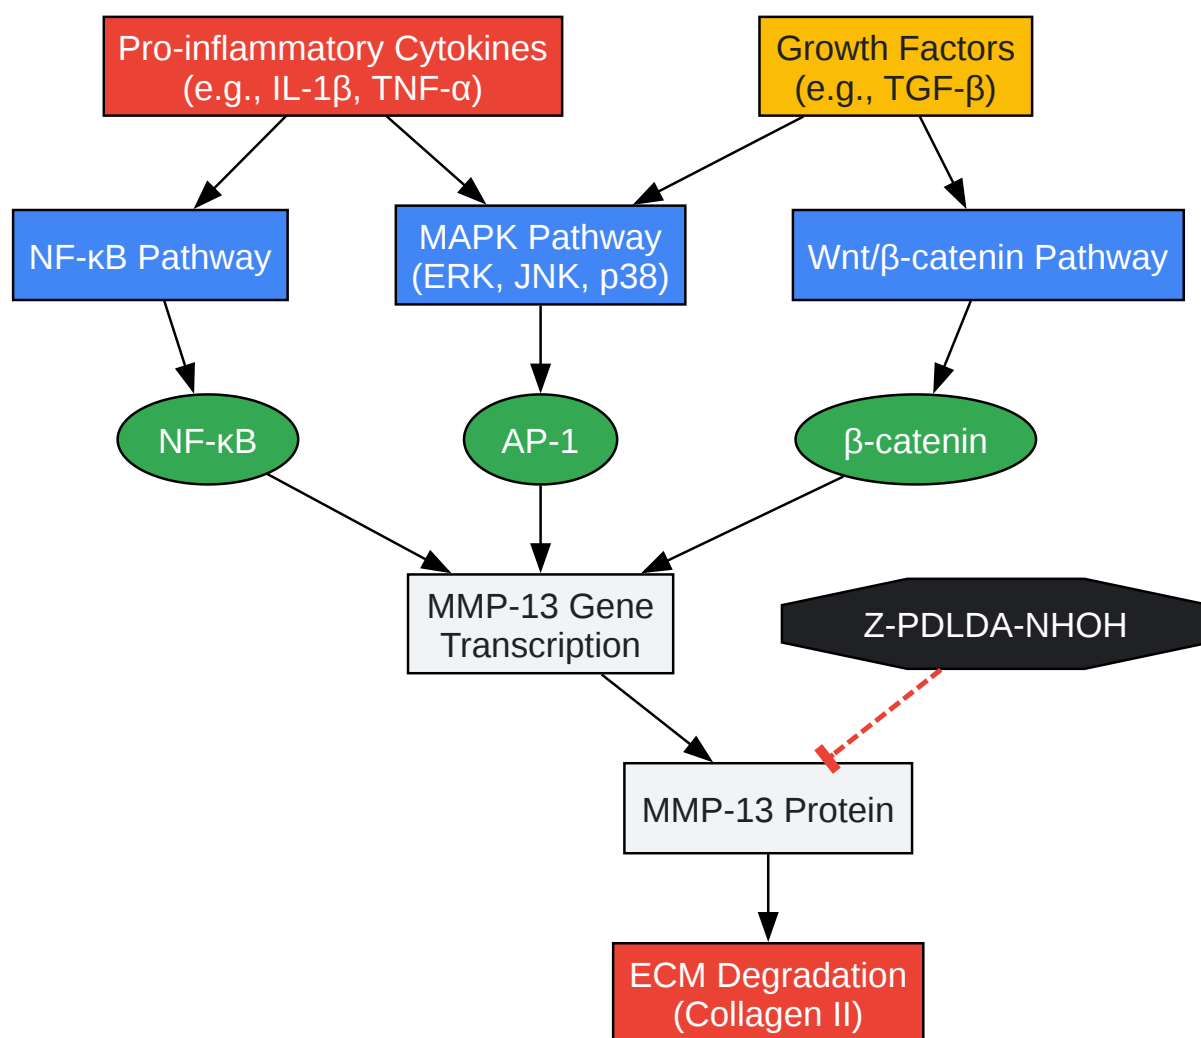 Pro-inflammatory Cytokines
(e.g., IL-1β, TNF-α)
Growth Factors
(e.g., TGF-β)
NF-κB Pathway
MAPK Pathway
(ERK, JNK, p38)
Wnt/β-catenin Pathway
NF-κB
AP-1
β-catenin
MMP-13 Gene
Transcription
Z-PDLDA-NHOH
MMP-13 Protein
ECM Degradation
(Collagen II)